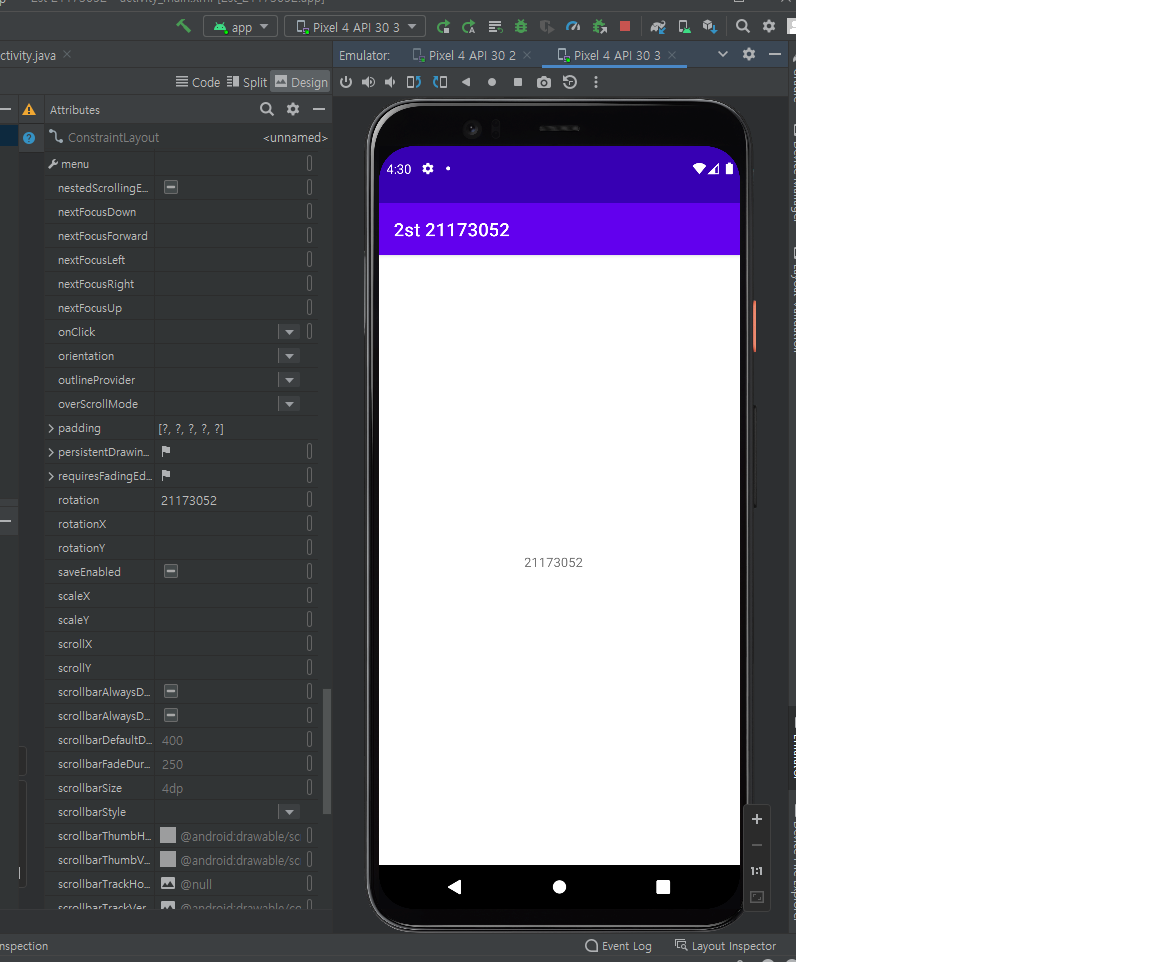 app
Pixel 4 API 30 3
ctivity.java
Emulator:
Pixel 4 API 30 2
Pixel 4 API 30 3
Code
Split
Design
Attributes
ConstraintLayout
<unnamed>
menu
nestedScrollingE...
nextFocusDown
nextFocusForward
nextFocusLeft
nextFocusRight
nextFocusUp
onClick
orientation
outlineProvider
overScrollMode
padding [?, ?, ?, ?, ?]
persistentDrawin...
requiresFadingEd...
rotation 21173052
rotationX
rotationY
saveEnabled
scaleX
scaleY
scrollX
scrollY
scrollbarAlwaysD...
scrollbarAlwaysD...
scrollbarDefaultD... 400
scrollbarFadeDur... 250
scrollbarSize 4dp
scrollbarStyle
scrollbarThumbH... @android:drawable/sc
scrollbarThumbV... @android:drawable/sc
scrollbarTrackHo... @null
scrollbarTrackVer... @android:drawable/sc
4:30
2st 21173052
21173052
1:1
nspection
Event Log
Layout Inspector